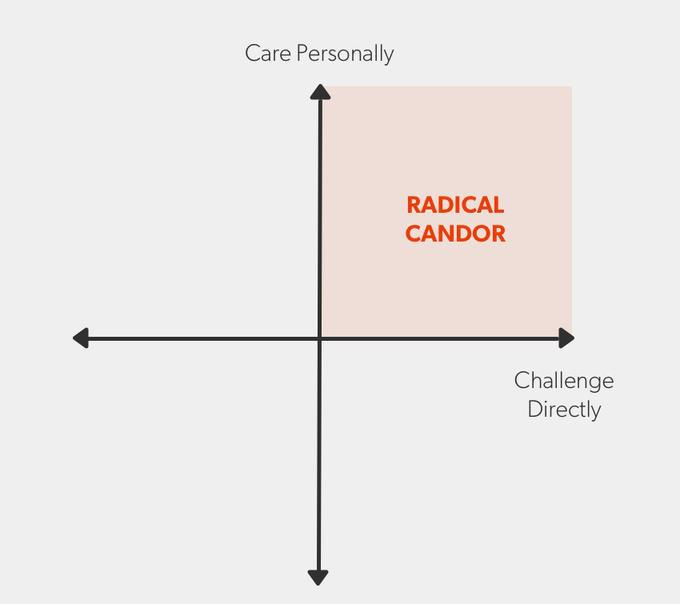 Care Personally
RADICAL
CANDOR
Challenge
Directly